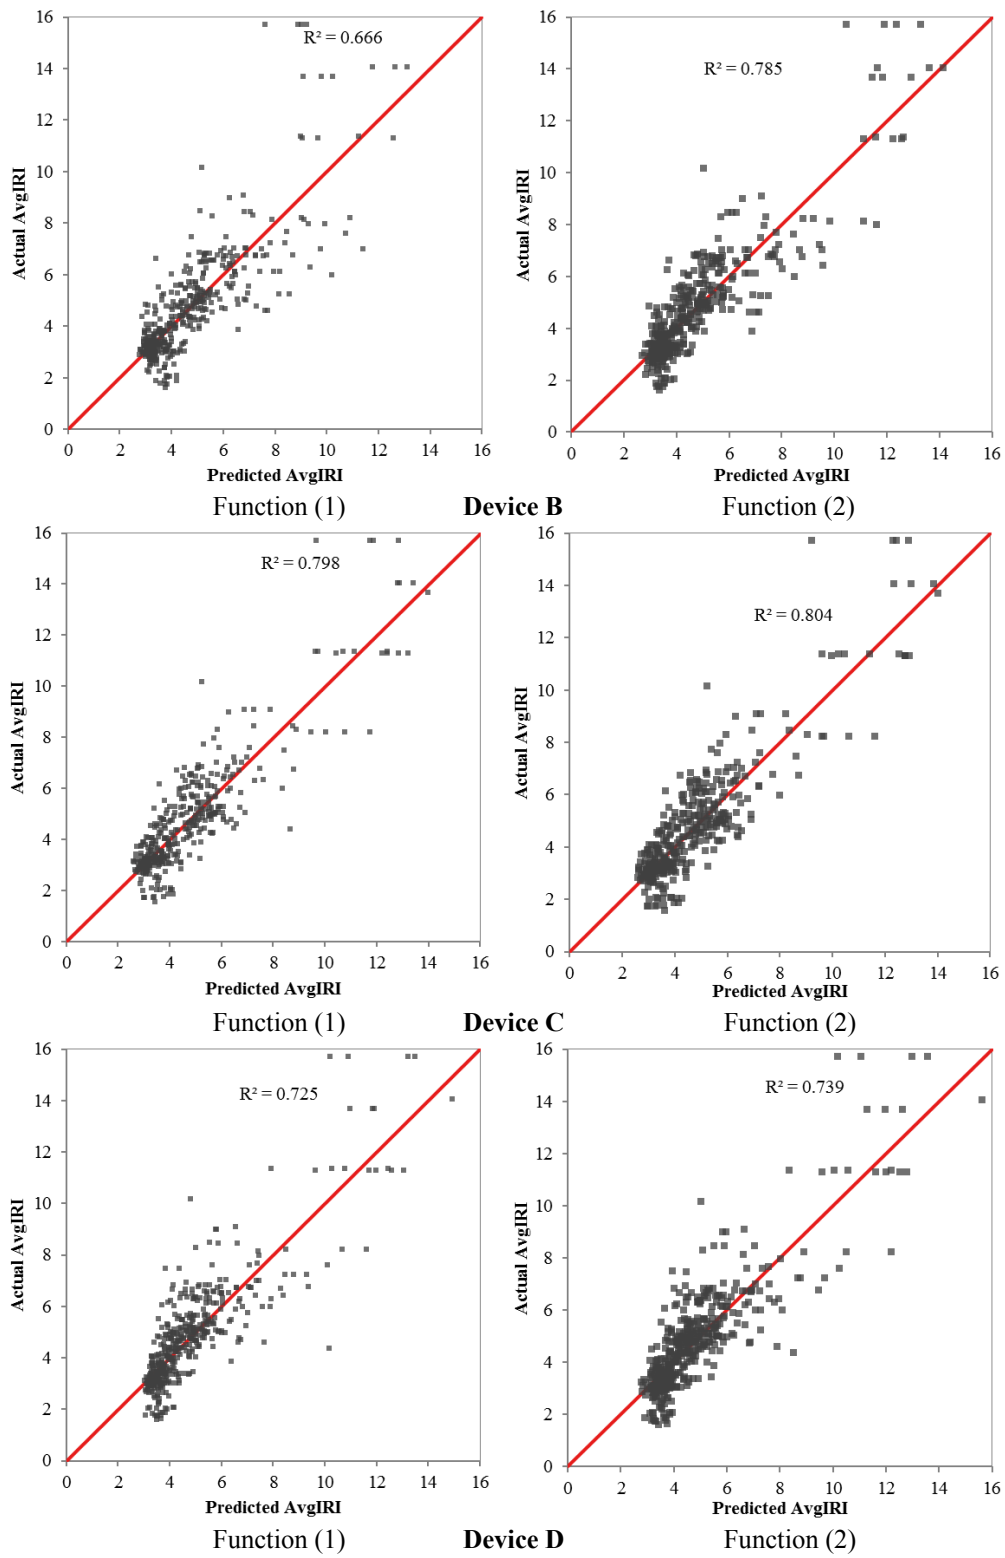 16
14
12
10
8
6
4
2
0
Actual AvgIRI
R² = 0.666
0 2 4 6 8 10 12 14 16
Predicted AvgIRI
16
14
12
10
8
6
4
2
0
Actual AvgIRI
R² = 0.785
0 2 4 6 8 10 12 14 16
Predicted AvgIRI
Function (1) Device B Function (2)
16
14
12
10
8
6
4
2
0
Actual AvgIRI
R² = 0.798
0 2 4 6 8 10 12 14 16
Predicted AvgIRI
16
14
12
10
8
6
4
2
0
Actual AvgIRI
R² = 0.804
0 2 4 6 8 10 12 14 16
Predicted AvgIRI
Function (1) Device C Function (2)
16
14
12
10
8
6
4
2
0
Actual AvgIRI
R² = 0.725
0 2 4 6 8 10 12 14 16
Predicted AvgIRI
16
14
12
10
8
6
4
2
0
Actual AvgIRI
R² = 0.739
0 2 4 6 8 10 12 14 16
Predicted AvgIRI
Function (1) Device D Function (2)